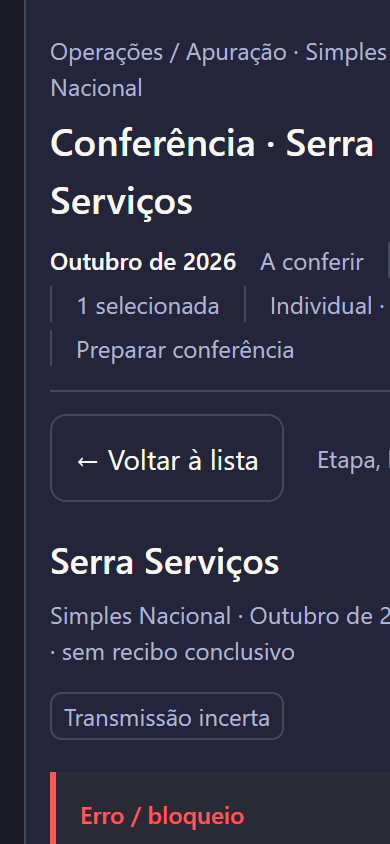 Operações / Apuração · Simples
Nacional
Conferência · Serra
Serviços
Outubro de 2026 A conferir
1 selecionada Individual ·
Preparar conferência
← Voltar à lista Etapa,
Serra Serviços
Simples Nacional · Outubro de 2
· sem recibo conclusivo
Transmissão incerta
Erro / bloqueio